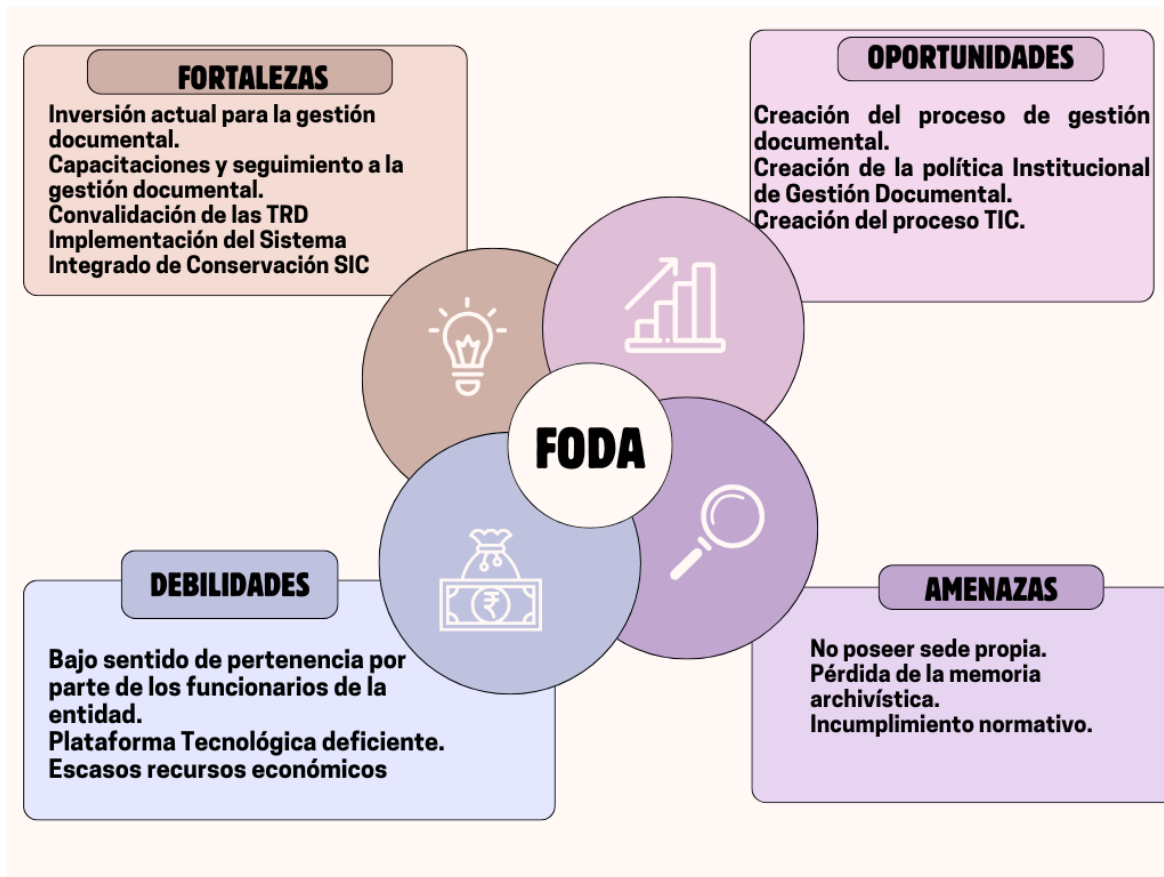 FORTALEZAS
Inversión actual para la gestión
documental.
Capacitaciones y seguimiento a la
gestión documental.
Convalidación de las TRD
Implementación del Sistema
Integrado de Conservación SIC
OPORTUNIDADES
Creación del proceso de gestión
documental.
Creación de la política Institucional
de Gestión Documental.
Creación del proceso TIC.
FODA
₹
DEBILIDADES
Bajo sentido de pertenencia por
parte de los funcionarios de la
entidad.
Plataforma Tecnológica deficiente.
Escasos recursos económicos
AMENAZAS
No poseer sede propia.
Pérdida de la memoria
archivística.
Incumplimiento normativo.